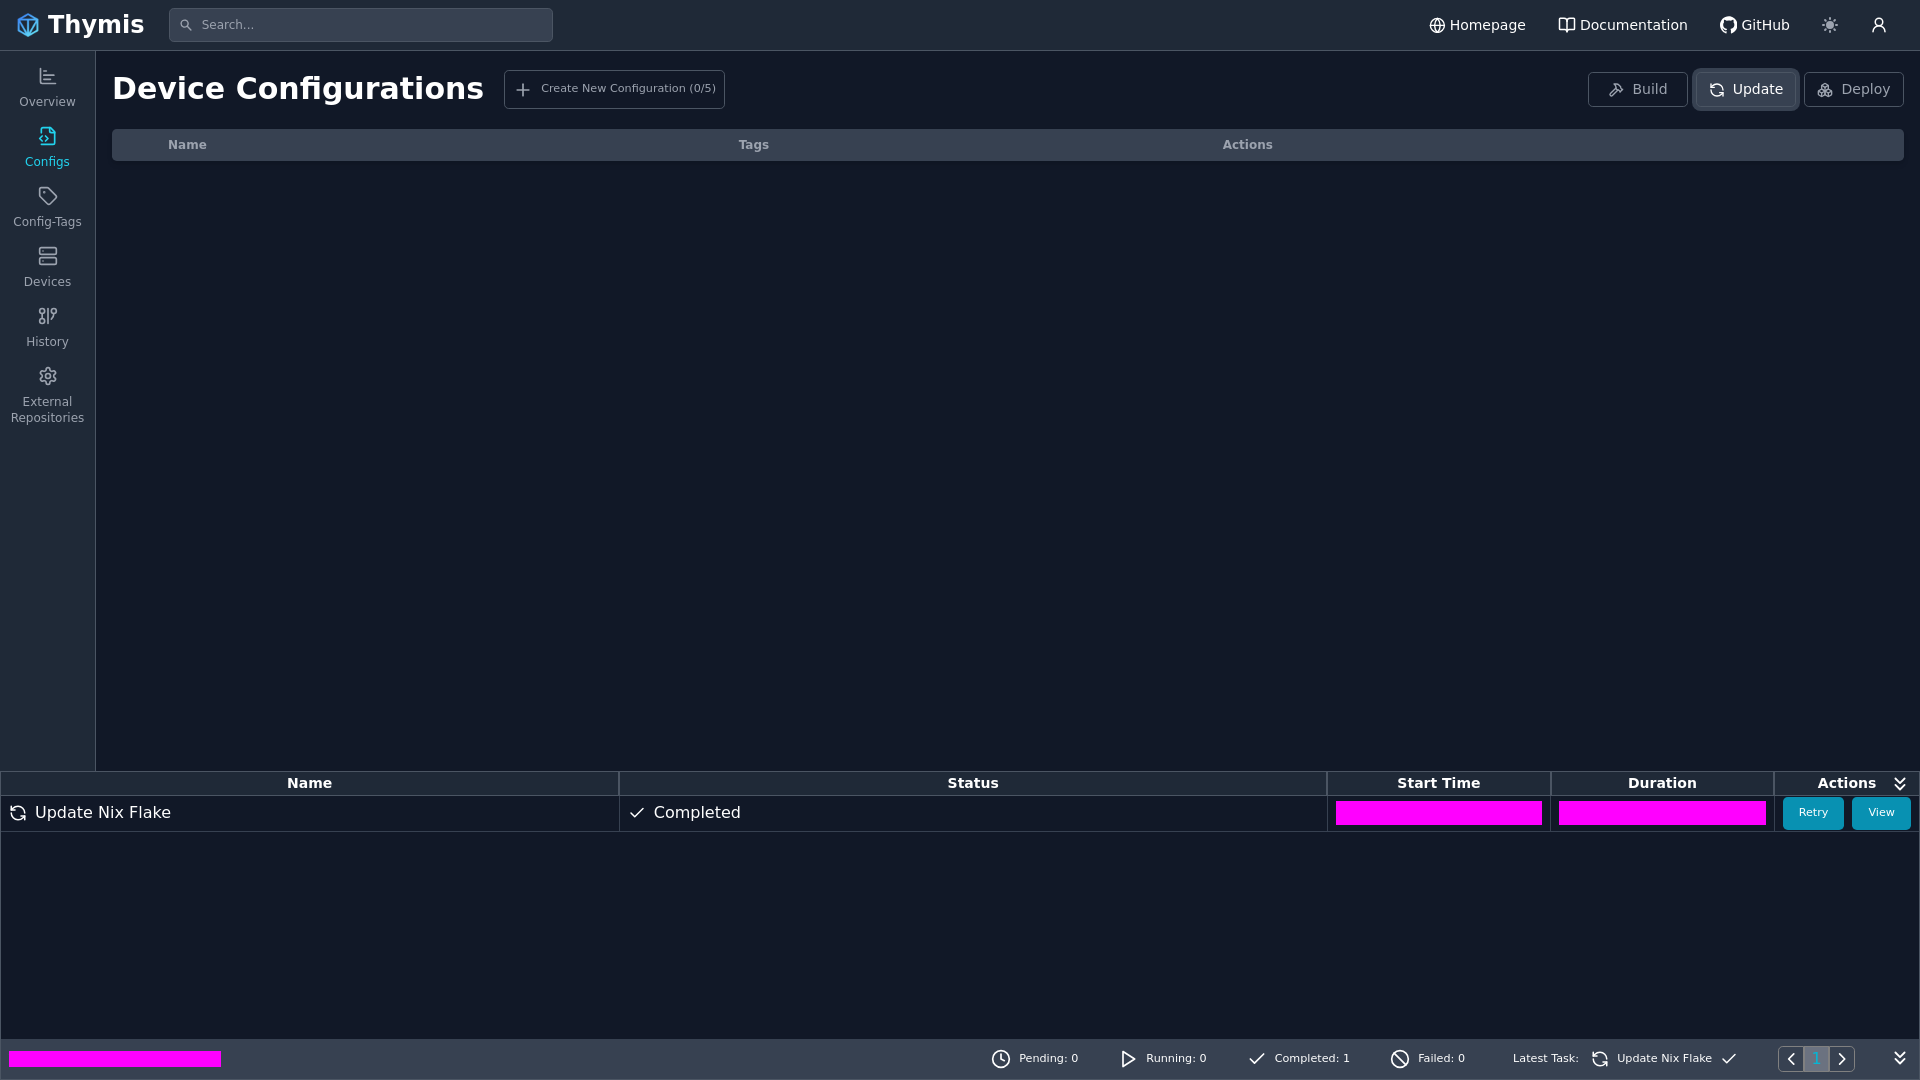 Thymis
Search...
Homepage
Documentation
GitHub
Overview
Configs
Config-Tags
Devices
History
External
Repositories
Device Configurations
Create New Configuration (0/5)
Build
Update
Deploy
Name Tags Actions
Name Status Start Time Duration Actions
Update Nix Flake Completed Retry View
Pending: 0 Running: 0 Completed: 1 Failed: 0 Latest Task: Update Nix Flake 1